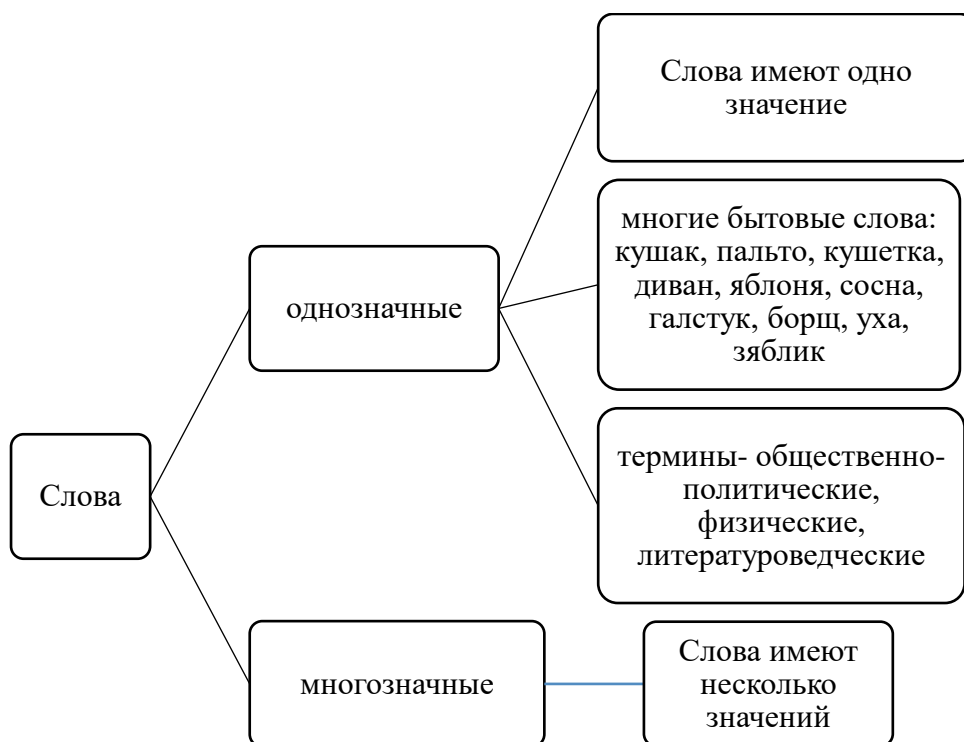 Слова имеют одно
значение
многие бытовые слова:
кушак, пальто, кушетка,
диван, яблоня, сосна,
галстук, борщ, уха,
зяблик
однозначные
термины- общественно-
политические,
физические,
литературоведческие
Слова
многозначные
Слова имеют
несколько
значений